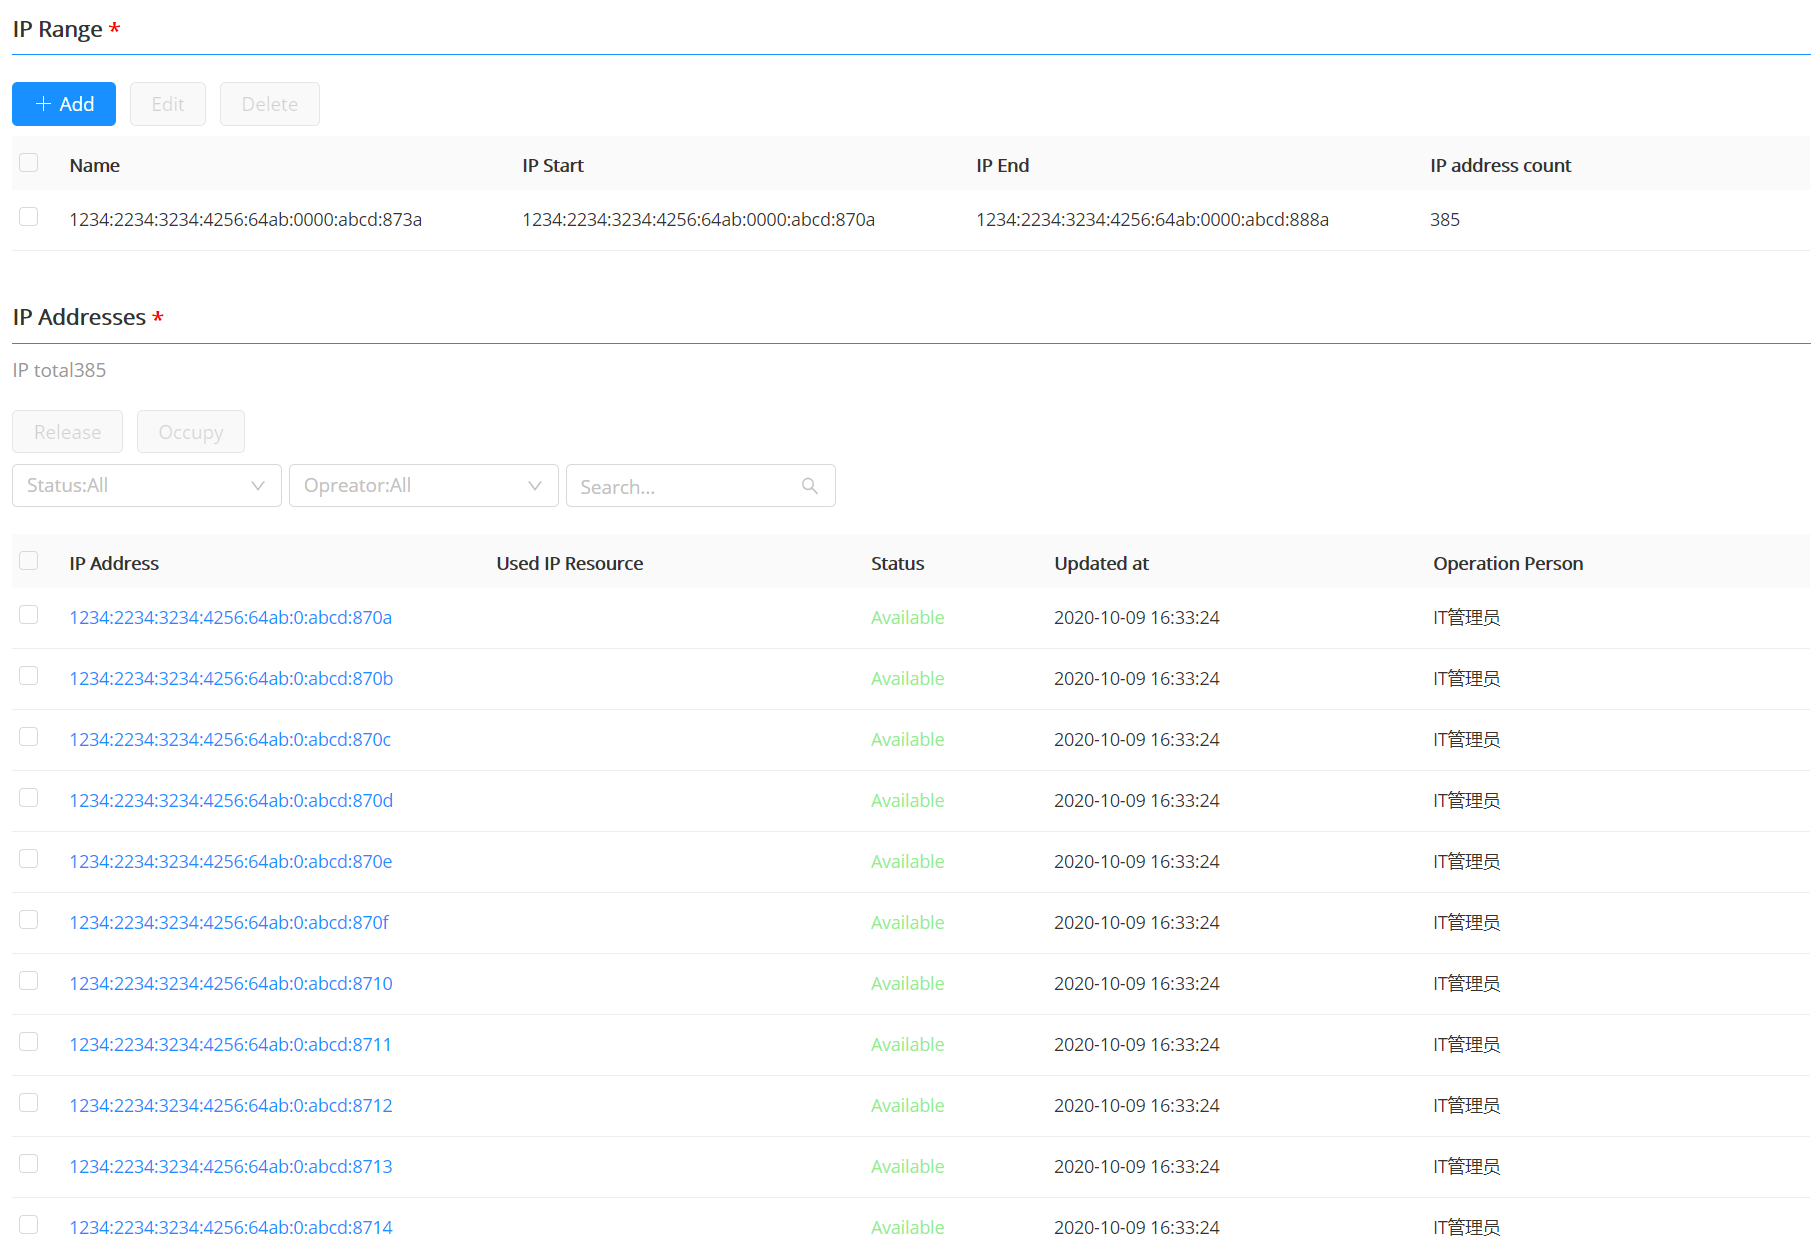 IP Range *
+ Add Edit Delete
Name IP Start IP End IP address count
1234:2234:3234:4256:64ab:0000:abcd:873a 1234:2234:3234:4256:64ab:0000:abcd:870a 1234:2234:3234:4256:64ab:0000:abcd:888a 385
IP Addresses *
IP total385
Release Occupy
Status:All Opreator:All Search...
IP Address Used IP Resource Status Updated at Operation Person
1234:2234:3234:4256:64ab:0:abcd:870a Available 2020-10-09 16:33:24 IT管理员
1234:2234:3234:4256:64ab:0:abcd:870b Available 2020-10-09 16:33:24 IT管理员
1234:2234:3234:4256:64ab:0:abcd:870c Available 2020-10-09 16:33:24 IT管理员
1234:2234:3234:4256:64ab:0:abcd:870d Available 2020-10-09 16:33:24 IT管理员
1234:2234:3234:4256:64ab:0:abcd:870e Available 2020-10-09 16:33:24 IT管理员
1234:2234:3234:4256:64ab:0:abcd:870f Available 2020-10-09 16:33:24 IT管理员
1234:2234:3234:4256:64ab:0:abcd:8710 Available 2020-10-09 16:33:24 IT管理员
1234:2234:3234:4256:64ab:0:abcd:8711 Available 2020-10-09 16:33:24 IT管理员
1234:2234:3234:4256:64ab:0:abcd:8712 Available 2020-10-09 16:33:24 IT管理员
1234:2234:3234:4256:64ab:0:abcd:8713 Available 2020-10-09 16:33:24 IT管理员
1234:2234:3234:4256:64ab:0:abcd:8714 Available 2020-10-09 16:33:24 IT管理员